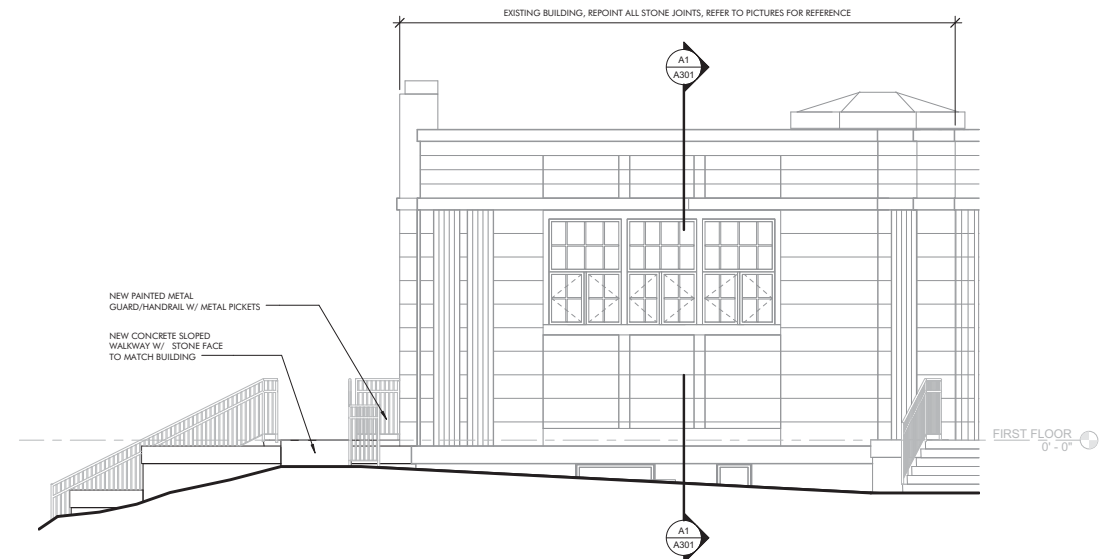 EXISTING BUILDING, REPOINT ALL STONE JOINTS, REFER TO PICTURES FOR REFERENCE
A1
A301
NEW PAINTED METAL
GUARD/HANDRAIL W/ METAL PICKETS
NEW CONCRETE SLOPED
WALKWAY W/ STONE FACE
TO MATCH BUILDING
FIRST FLOOR
0' - 0"
A1
A301